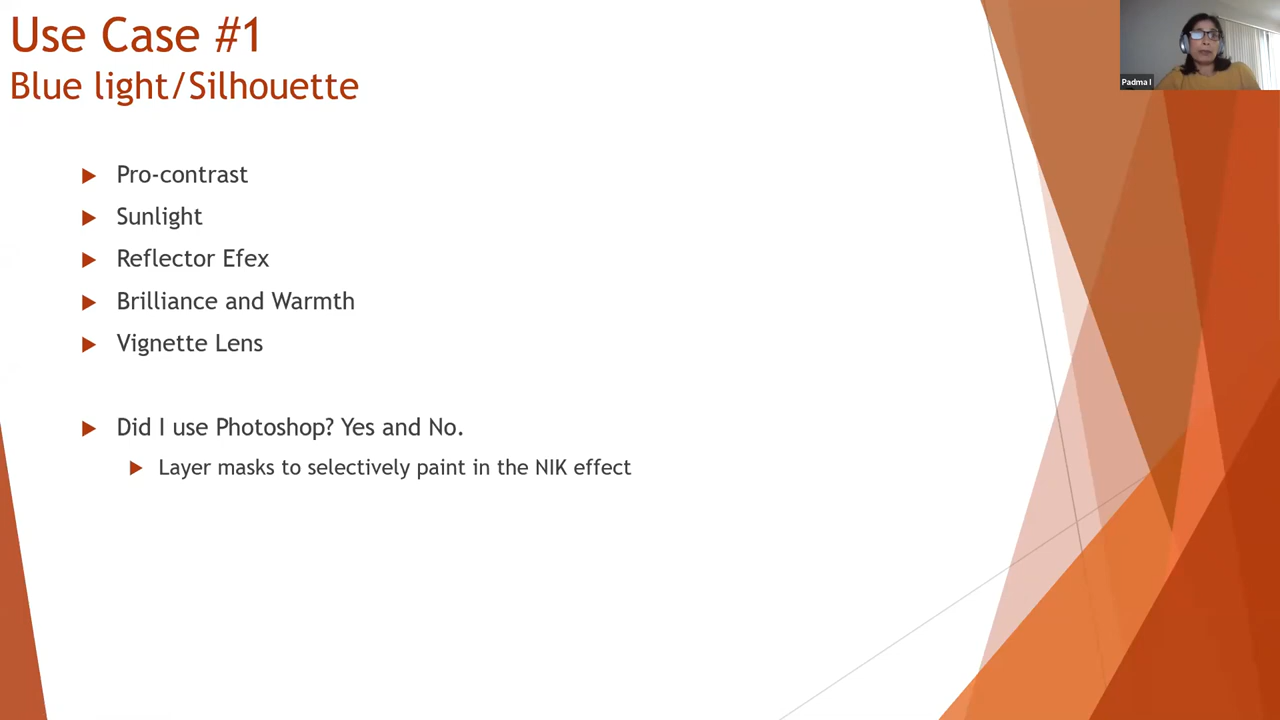 Use Case #1
Blue light/Silhouette
Padma I
Pro-contrast
Sunlight
Reflector Efex
Brilliance and Warmth
Vignette Lens
Did I use Photoshop? Yes and No.
Layer masks to selectively paint in the NIK effect